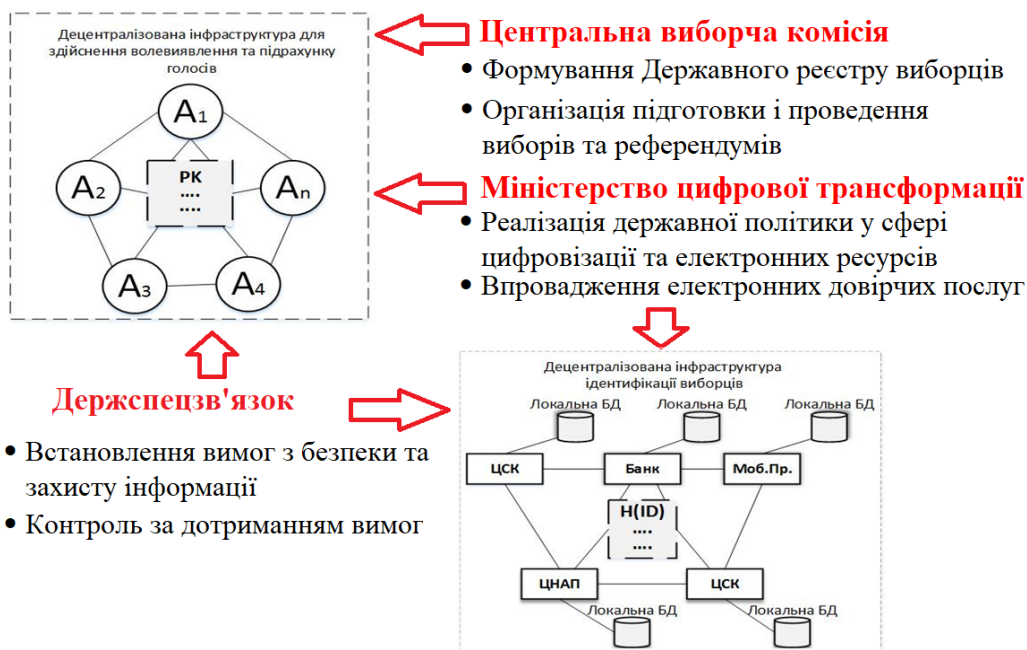 Децентралізована інфраструктура для
здійснення волевиявлення та підрахунку
голосів
A1
A2
PK
....
....
An
A3
A4
Центральна виборча комісія
• Формування Державного реєстру виборців
• Організація підготовки і проведення
виборів та референдумів
Міністерство цифрової трансформації
• Реалізація державної політики у сфері
цифровізації та електронних ресурсів
• Впровадження електронних довірчих послуг
Держспецзв'язок
• Встановлення вимог з безпеки та
захисту інформації
• Контроль за дотриманням вимог
Децентралізована інфраструктура
ідентифікації виборців
Локальна БД
Локальна БД
Локальна БД
ЦСК
Банк
Моб.Пр.
H(ID)
....
....
ЦНАП
ЦСК
Локальна БД
Локальна БД